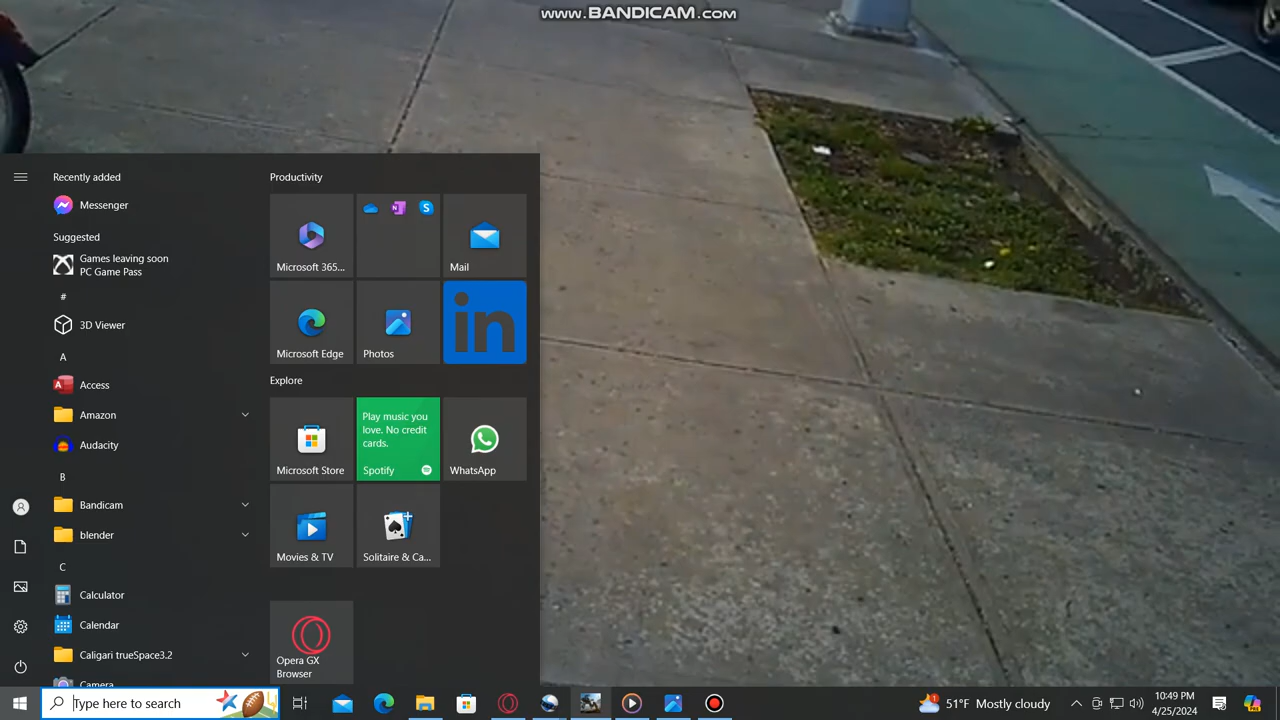 www.BANDICAM.com
Recently added
Messenger
Suggested
Games leaving soon
PC Game Pass
#
3D Viewer
A
Access
Amazon
Audacity
B
Bandicam
blender
C
Calculator
Calendar
Caligari trueSpace3.2
Camera
Productivity
Microsoft 365...
Mail
Microsoft Edge
Photos
in
Explore
Microsoft Store
Play music you
love. No credit
cards.
Spotify
WhatsApp
Movies & TV
Solitaire & Ca...
Opera GX
Browser
Type here to search
51°F Mostly cloudy
10:49 PM
4/25/2024